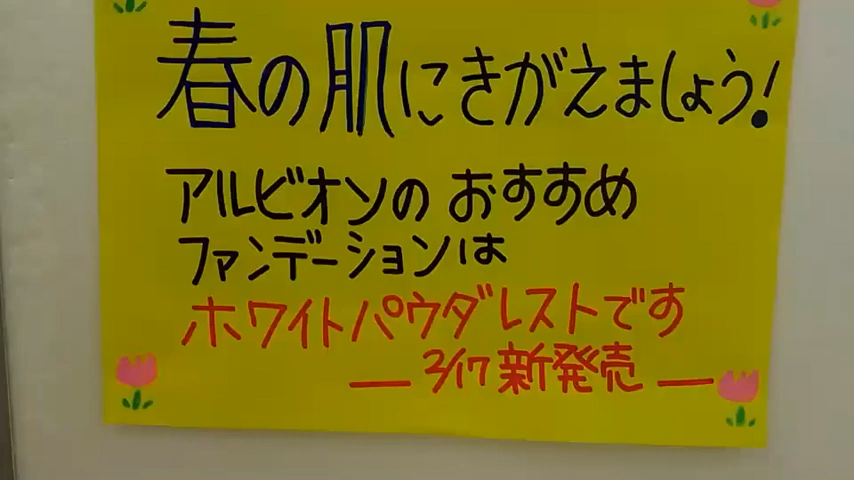 春の肌にきがえましょう!
アルビオンのおすすめ
ファンデーションは
ホワイトパウダレストです
— 2/17 新発売 —